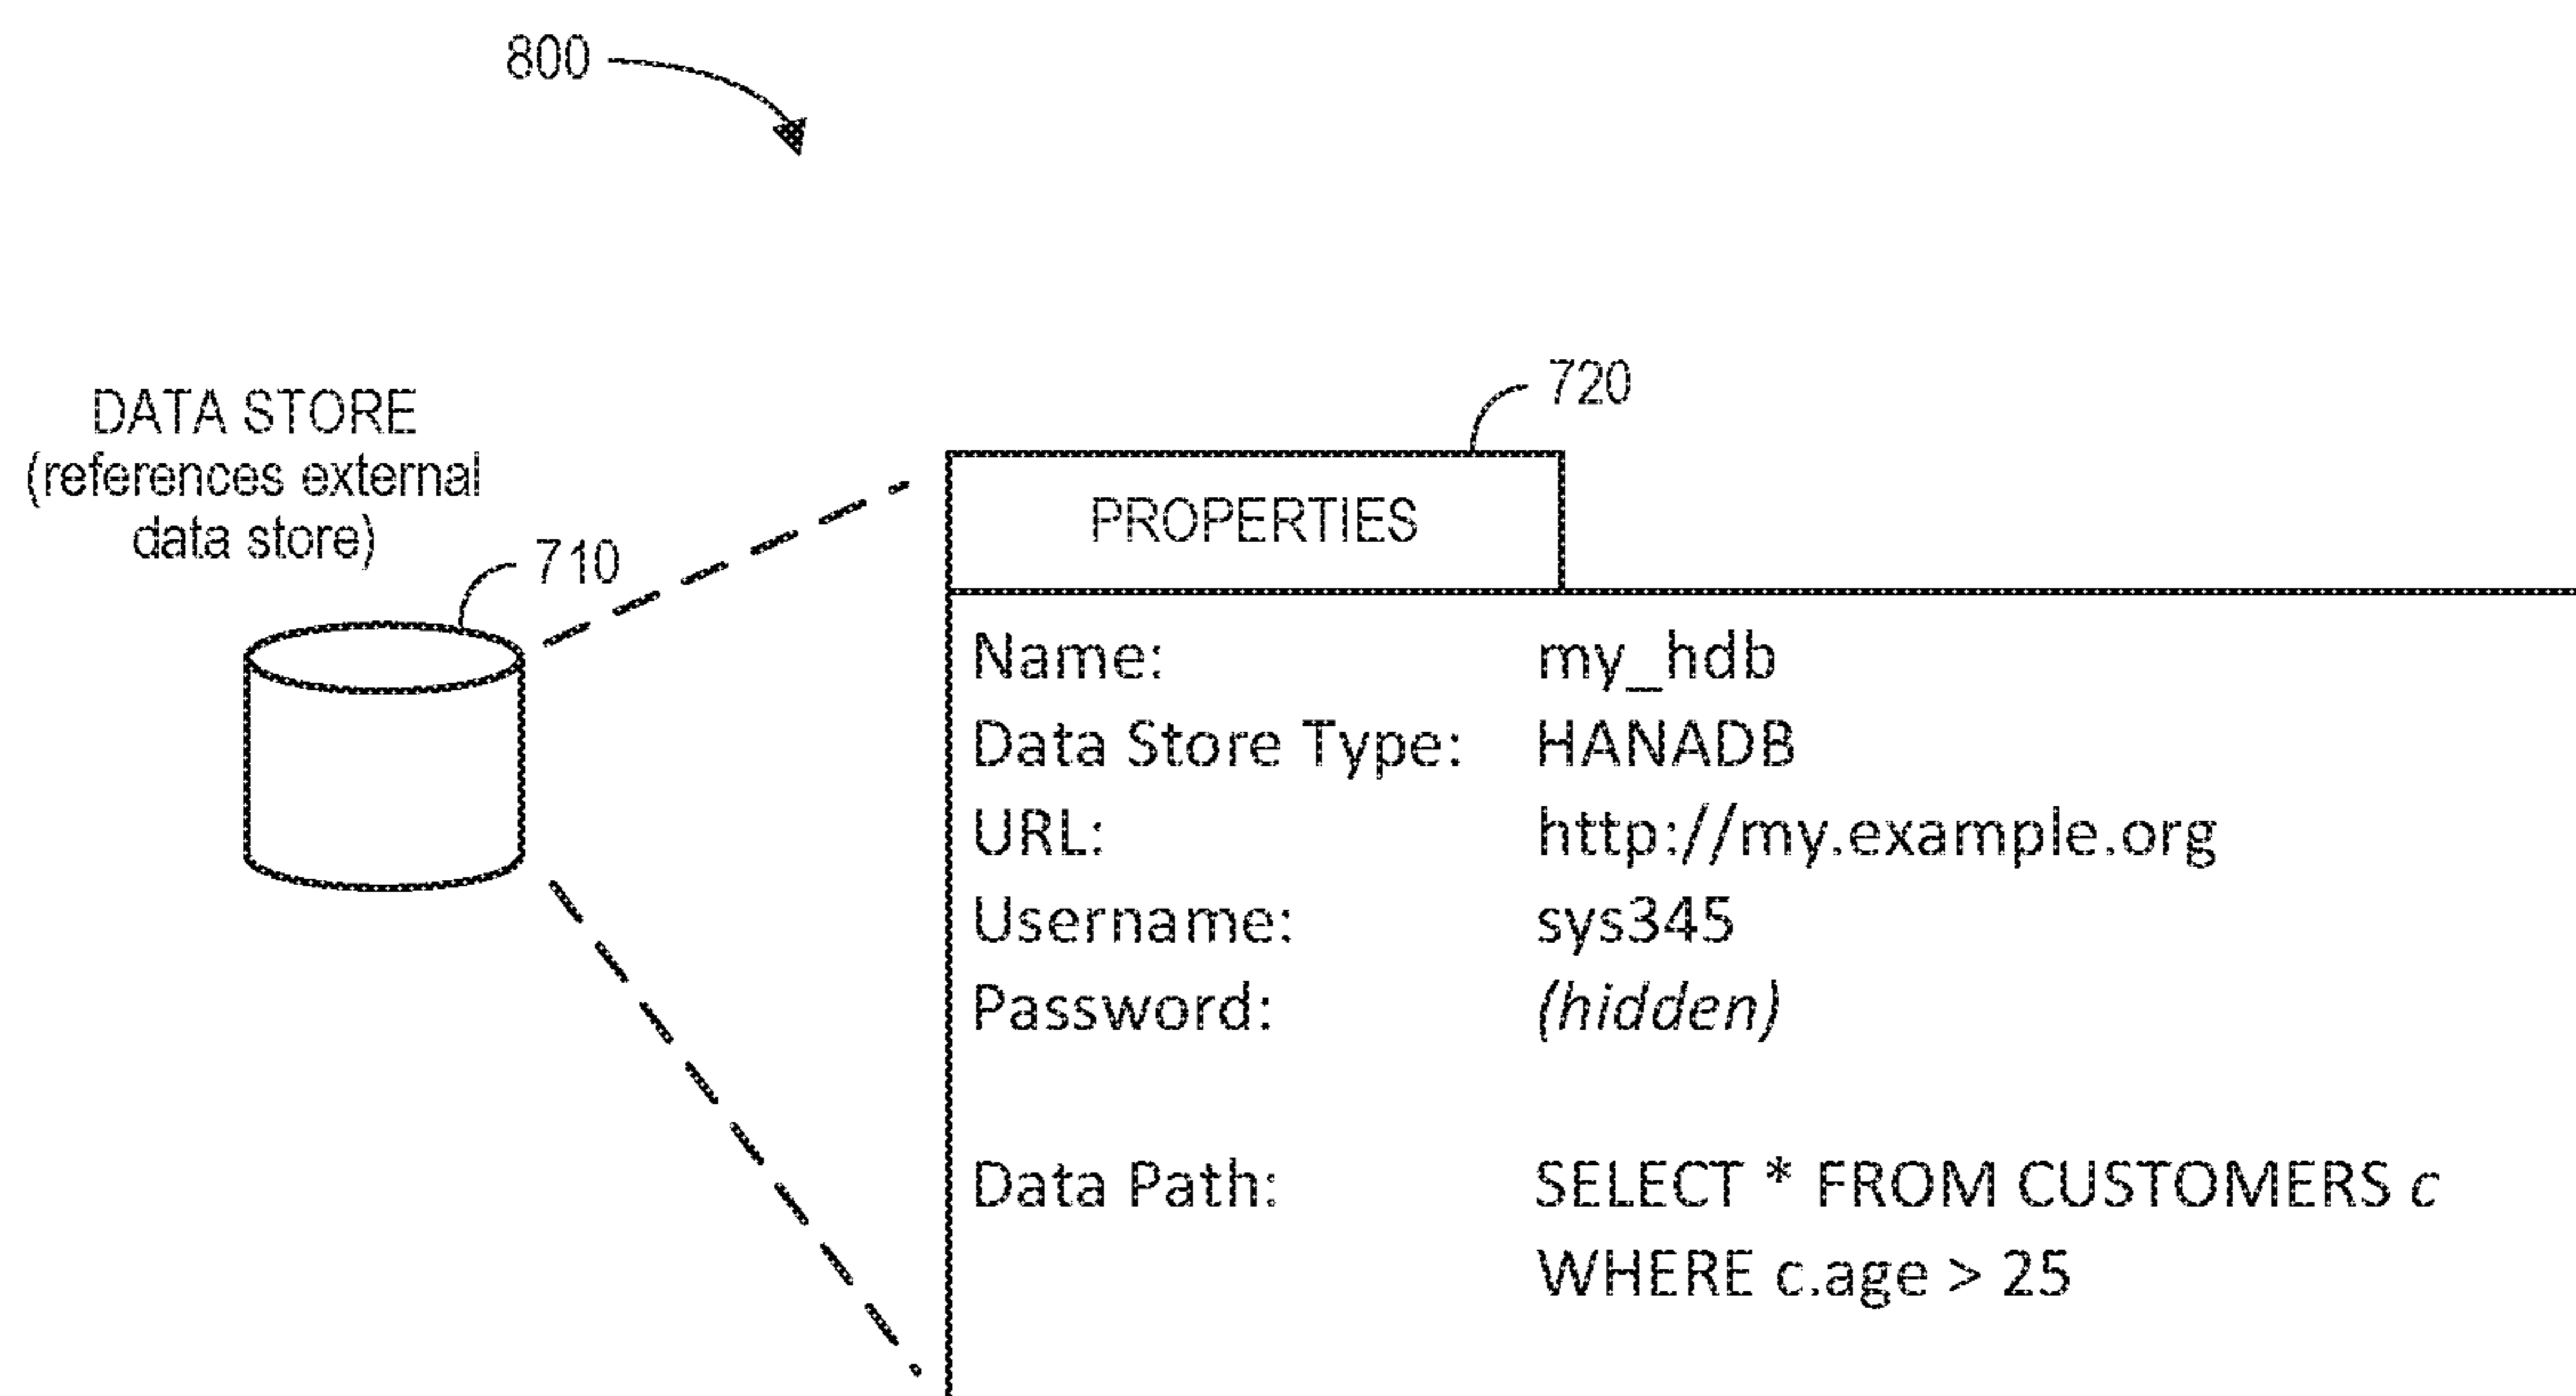 800
DATA STORE
(references external
data store)
710
720
PROPERTIES
Name: my_hdb
Data Store Type: HANADB
URL: http://my.example.org
Username: sys345
Password: (hidden)
Data Path: SELECT * FROM CUSTOMERS c
WHERE c.age > 25